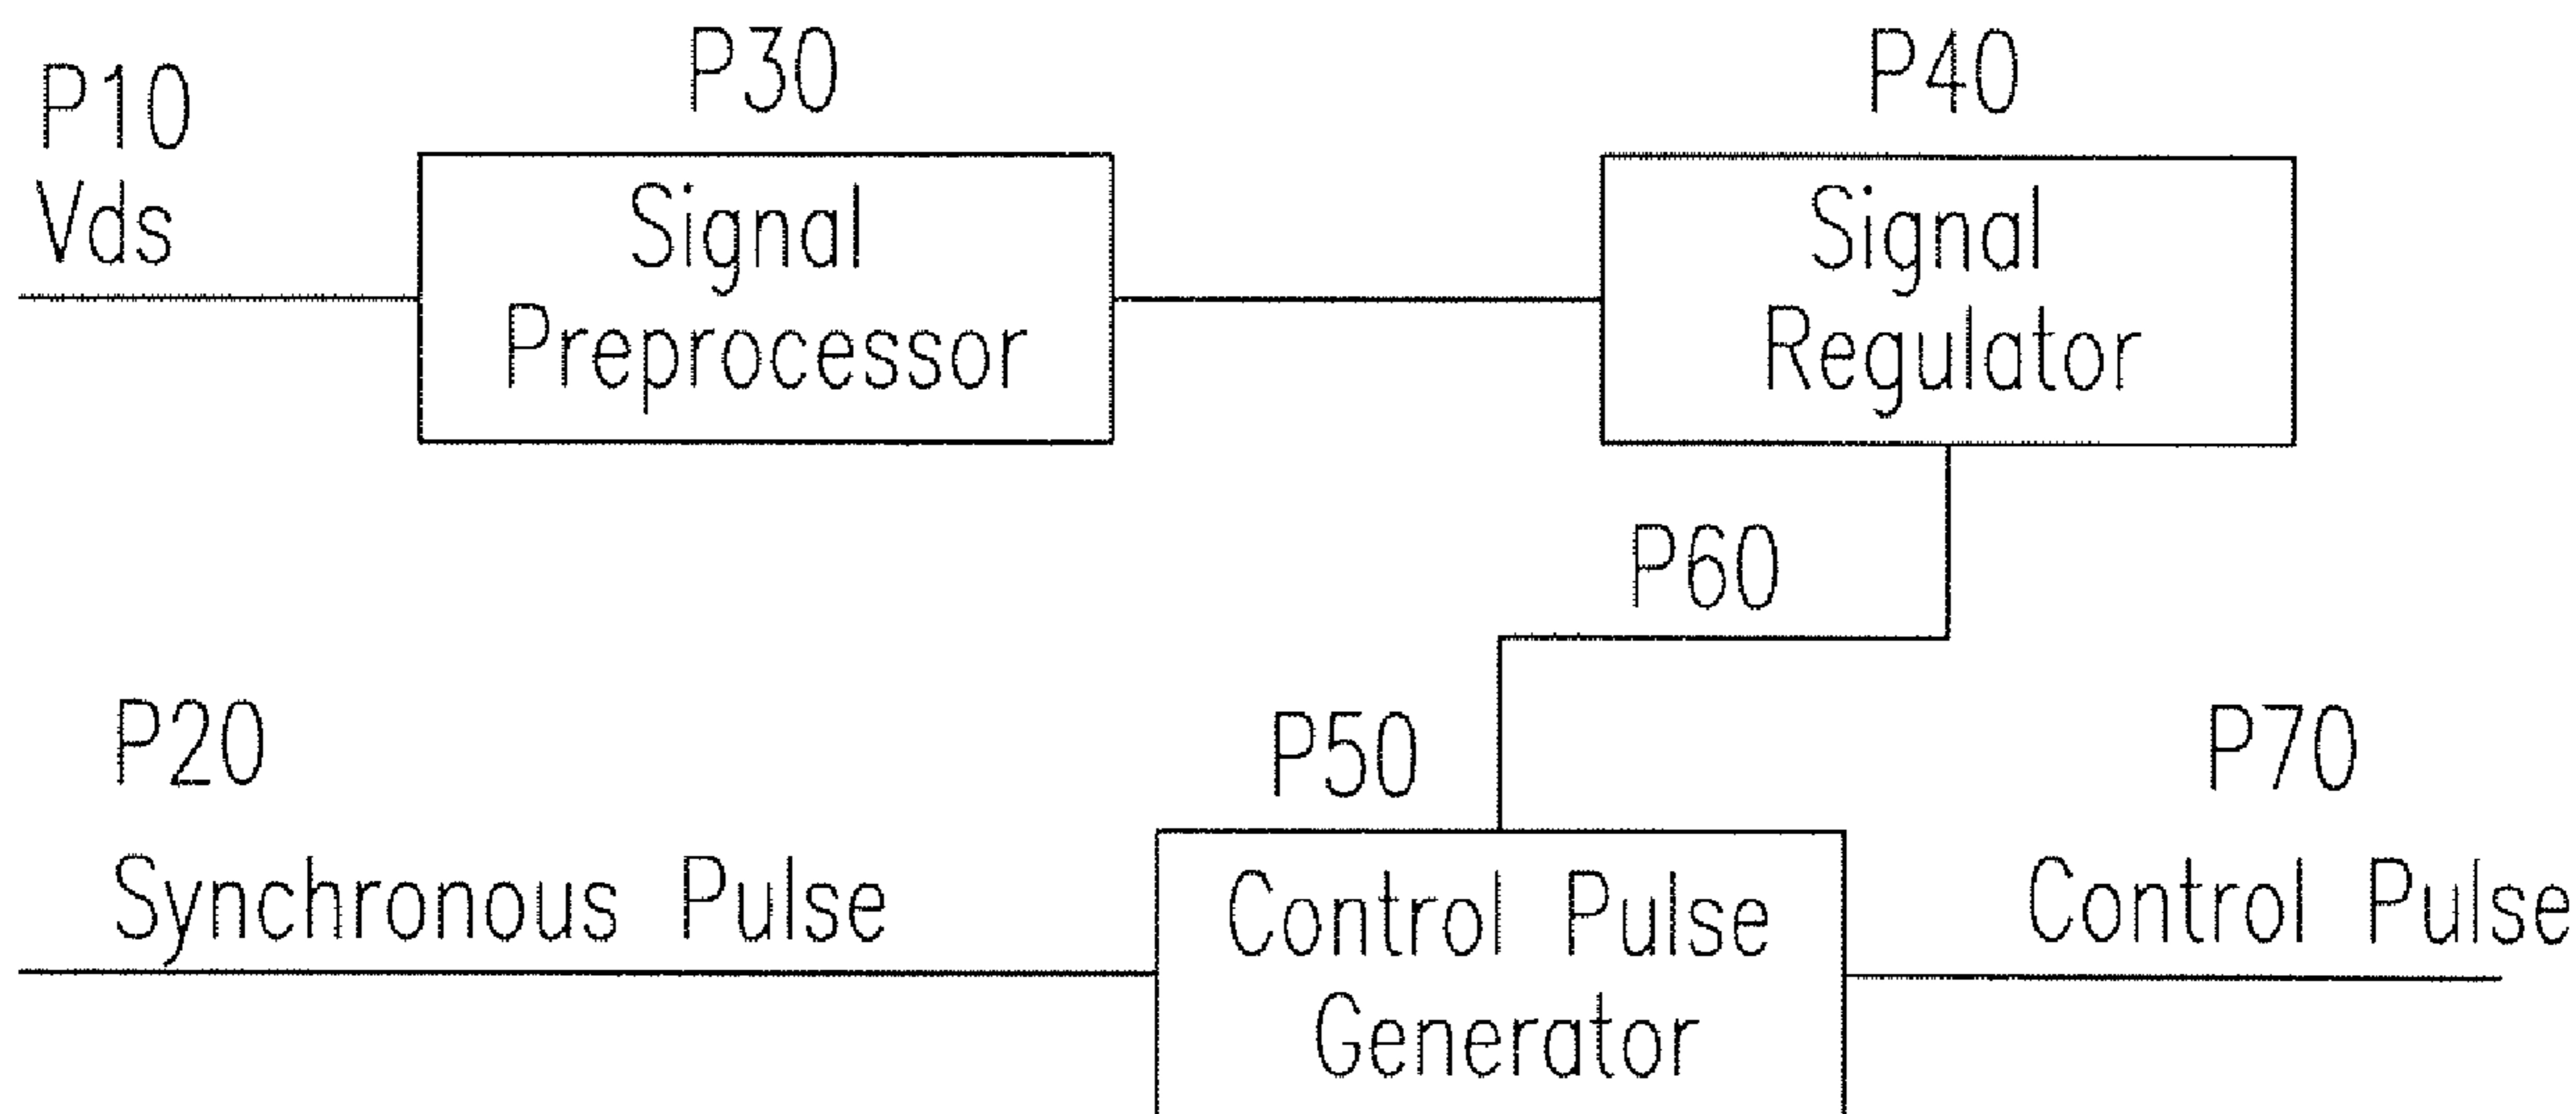 P10
Vds
P30
Signal
Preprocessor
P40
Signal
Regulator
P60
P20
Synchronous Pulse
P50
Control Pulse
Generator
P70
Control Pulse